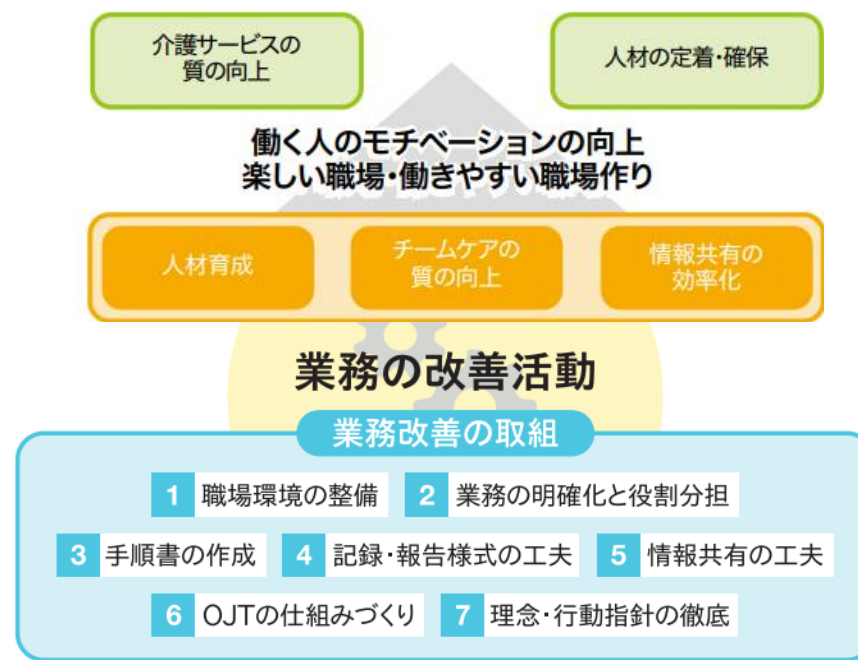 介護サービスの
質の向上
人材の定着・確保
働く人のモチベーションの向上
楽しい職場・働きやすい職場作り
人材育成
チームケアの
質の向上
情報共有の
効率化
業務の改善活動
業務改善の取組
1 職場環境の整備 2 業務の明確化と役割分担
3 手順書の作成 4 記録・報告様式の工夫 5 情報共有の工夫
6 OJTの仕組みづくり 7 理念・行動指針の徹底